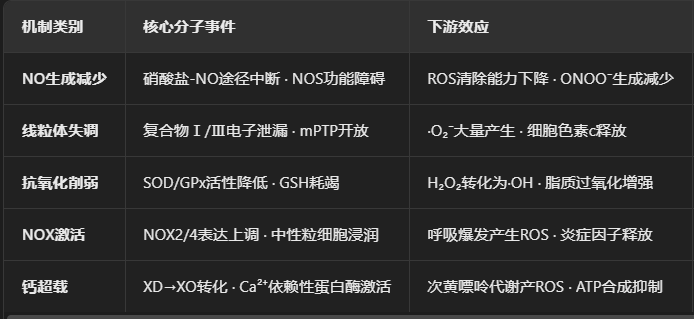 机制类别 核心分子事件 下游效应
NO生成减少 硝酸盐-NO途径中断 · NOS功能障碍 ROS清除能力下降 · ONOO⁻生成减少
线粒体失调 复合物Ⅰ/Ⅲ电子泄漏 · mPTP开放 ·O₂⁻大量产生 · 细胞色素c释放
抗氧化削弱 SOD/GPx活性降低 · GSH耗竭 H₂O₂转化为·OH · 脂质过氧化增强
NOX激活 NOX2/4表达上调 · 中性粒细胞浸润 呼吸爆发产生ROS · 炎症因子释放
钙超载 XD→XO转化 · Ca²⁺依赖性蛋白酶激活 次黄嘌呤代谢产ROS · ATP合成抑制